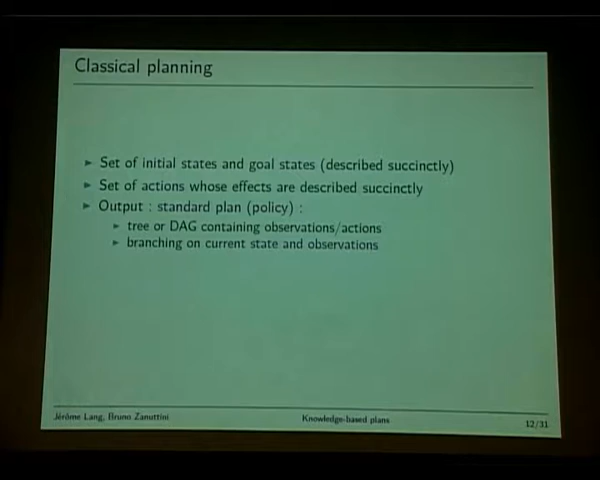 Classical planning
► Set of initial states and goal states (described succinctly)
► Set of actions whose effects are described succinctly
► Output : standard plan (policy) :
► tree or DAG containing observations/actions
► branching on current state and observations
Jérôme Lang, Bruno Zanuttini
Knowledge-based plans
12/31